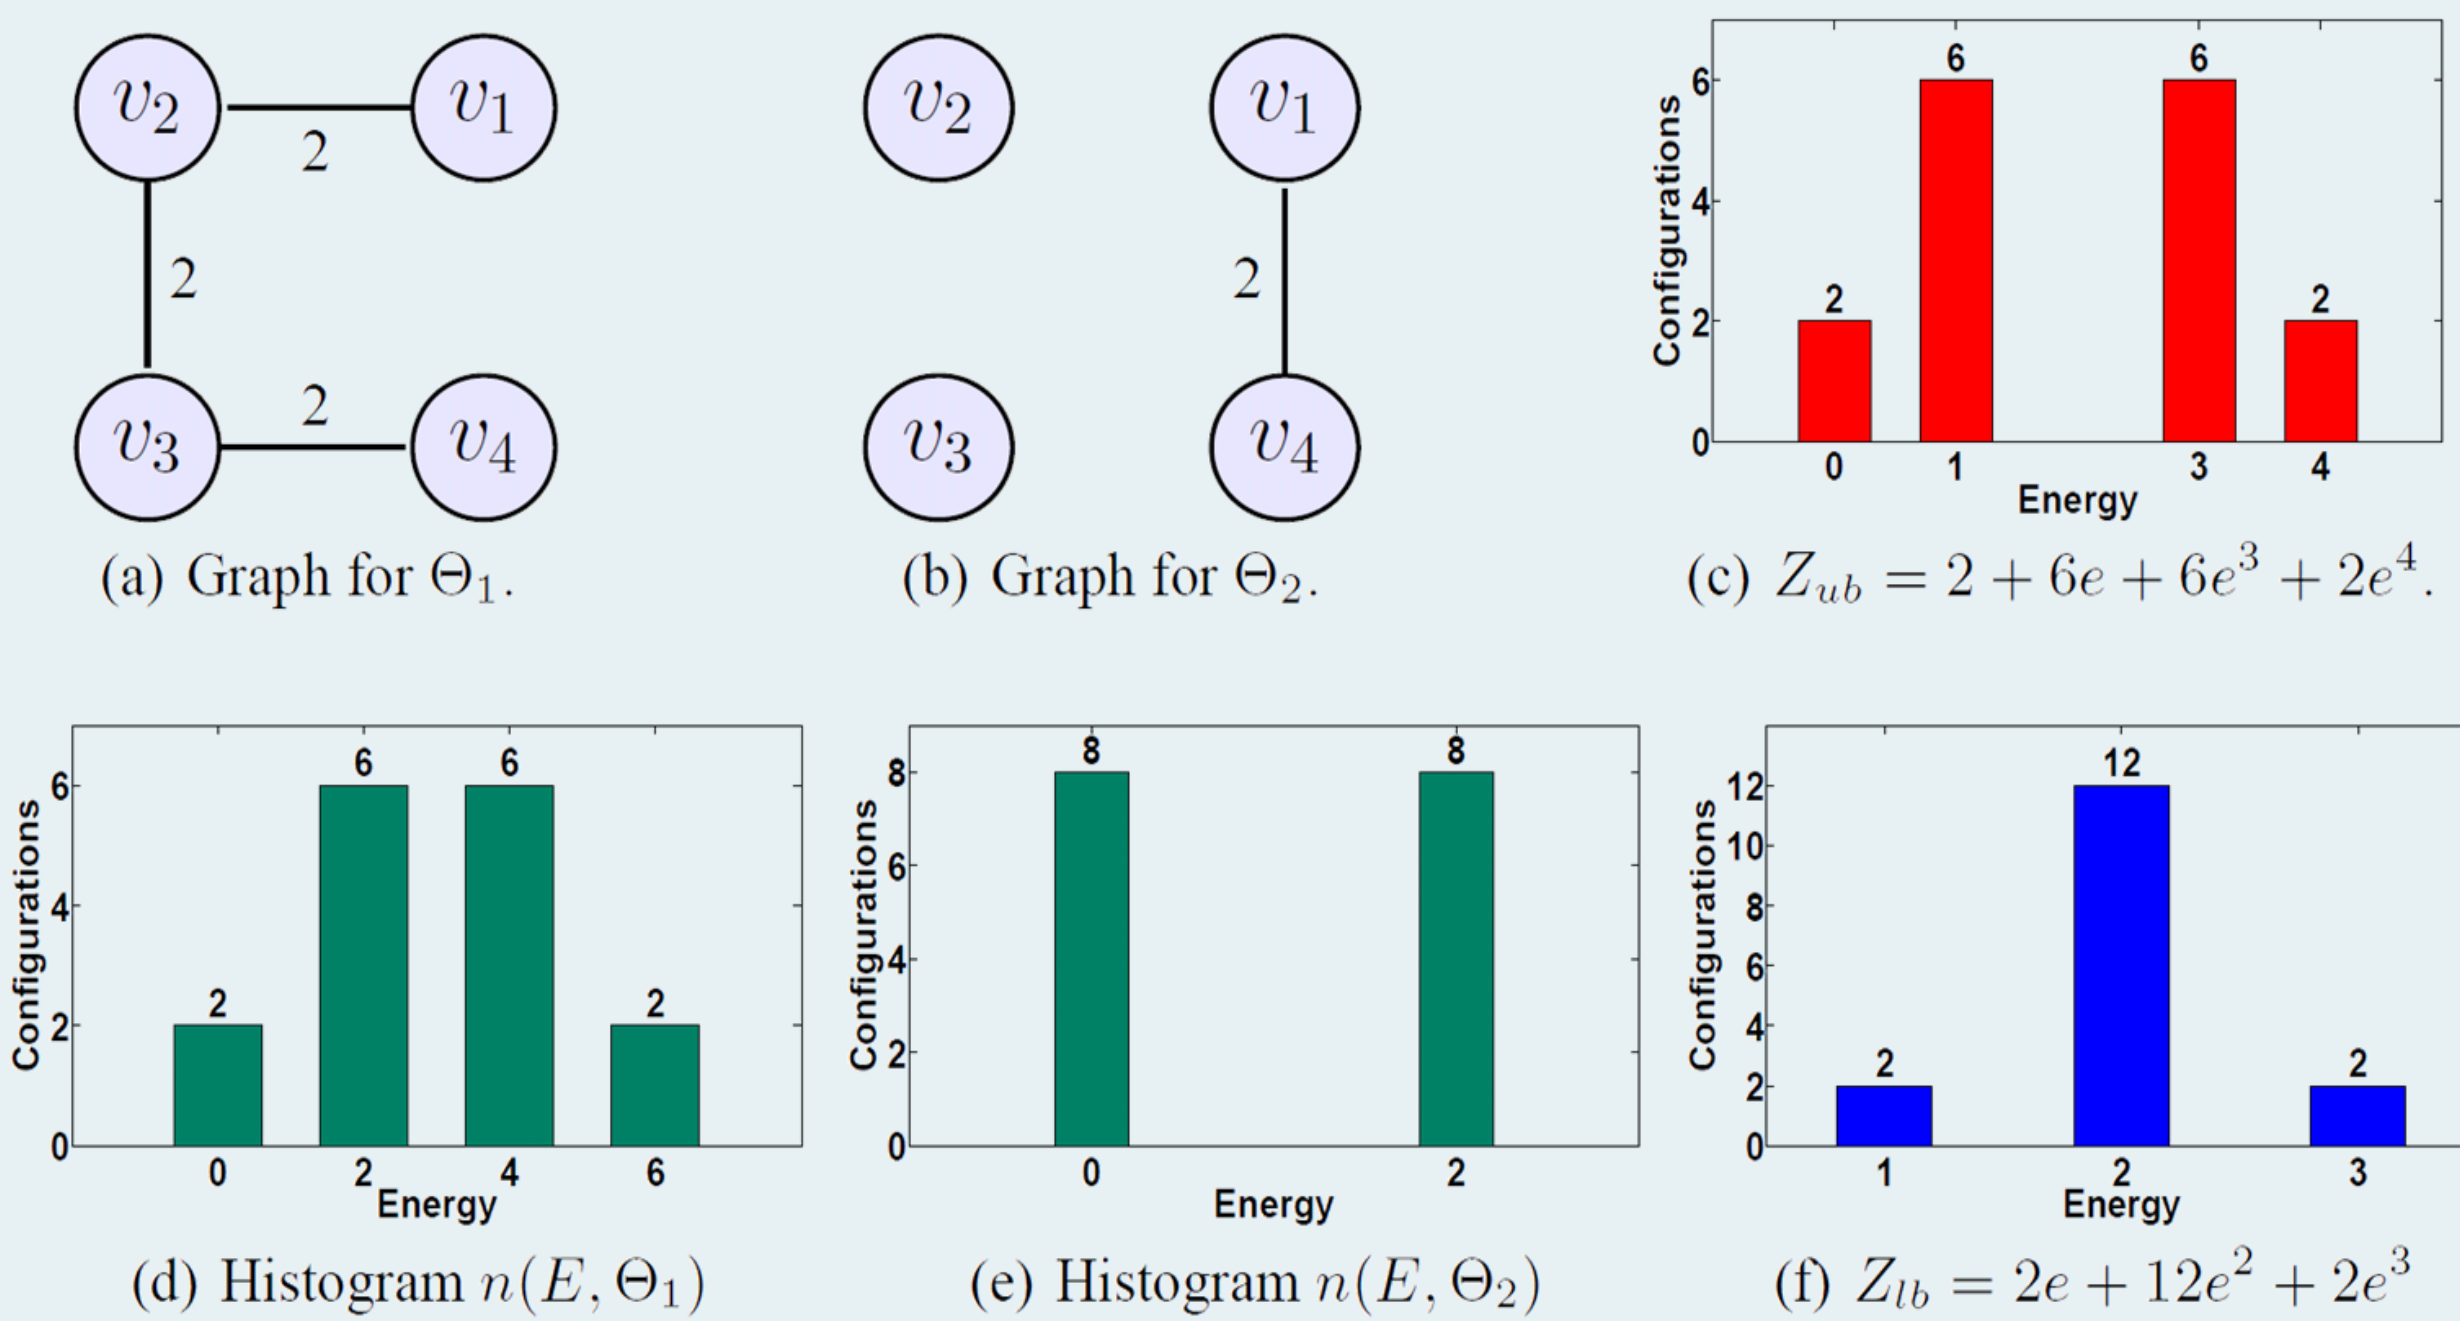 v₂
2
v₁
2
v₃
2
v₄
(a) Graph for Θ₁.
v₂
v₁
2
v₃
v₄
(b) Graph for Θ₂.
Configurations
6
4
2
0
2
6
6
2
0 1 3 4
Energy
(c) Z_{ub} = 2 + 6e + 6e³ + 2e⁴.
Configurations
6
4
2
0
2
6
6
2
0 2 4 6
Energy
(d) Histogram n(E, Θ₁)
Configurations
8
6
4
2
0
8
8
0 2
Energy
(e) Histogram n(E, Θ₂)
Configurations
12
10
8
6
4
2
0
2
12
2
1 2 3
Energy
(f) Z_{lb} = 2e + 12e² + 2e³